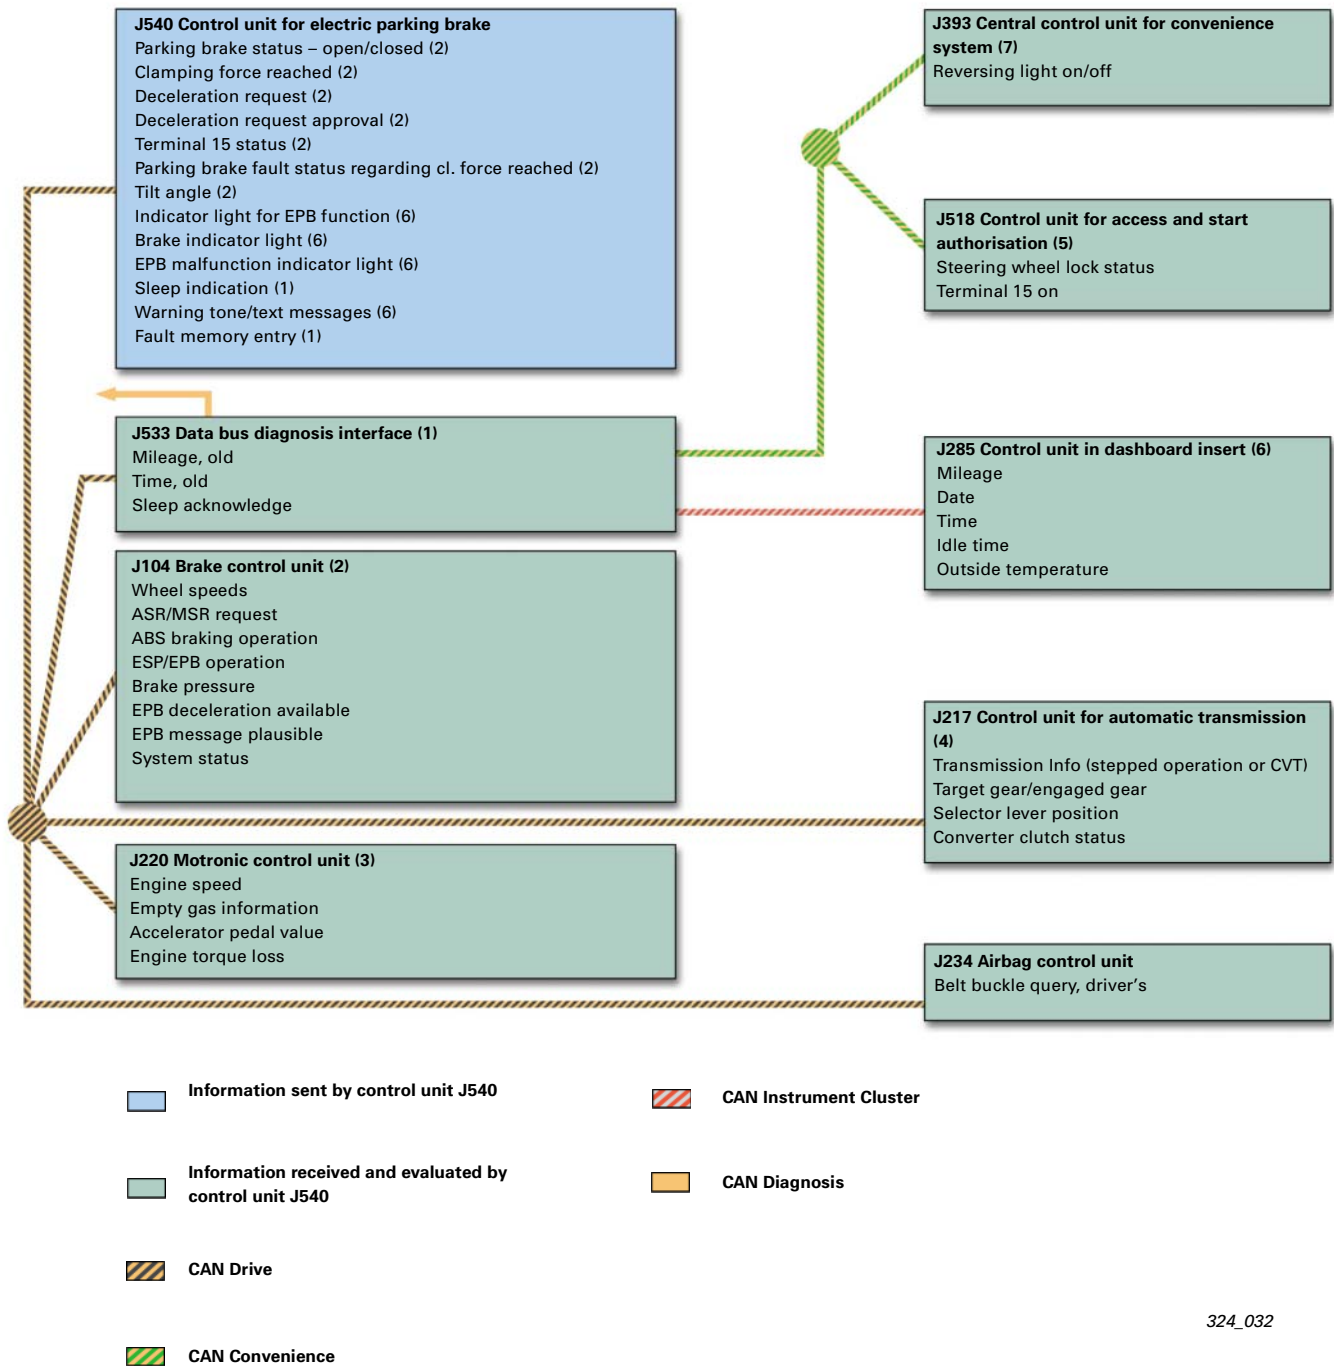 J540 Control unit for electric parking brake
Parking brake status – open/closed (2)
Clamping force reached (2)
Deceleration request (2)
Deceleration request approval (2)
Terminal 15 status (2)
Parking brake fault status regarding cl. force reached (2)
Tilt angle (2)
Indicator light for EPB function (6)
Brake indicator light (6)
EPB malfunction indicator light (6)
Sleep indication (1)
Warning tone/text messages (6)
Fault memory entry (1)
J533 Data bus diagnosis interface (1)
Mileage, old
Time, old
Sleep acknowledge
J104 Brake control unit (2)
Wheel speeds
ASR/MSR request
ABS braking operation
ESP/EPB operation
Brake pressure
EPB deceleration available
EPB message plausible
System status
J220 Motronic control unit (3)
Engine speed
Empty gas information
Accelerator pedal value
Engine torque loss
J393 Central control unit for convenience
system (7)
Reversing light on/off
J518 Control unit for access and start
authorisation (5)
Steering wheel lock status
Terminal 15 on
J285 Control unit in dashboard insert (6)
Mileage
Date
Time
Idle time
Outside temperature
J217 Control unit for automatic transmission
(4)
Transmission Info (stepped operation or CVT)
Target gear/engaged gear
Selector lever position
Converter clutch status
J234 Airbag control unit
Belt buckle query, driver’s
Information sent by control unit J540
Information received and evaluated by
control unit J540
CAN Drive
CAN Convenience
CAN Instrument Cluster
CAN Diagnosis
324_032